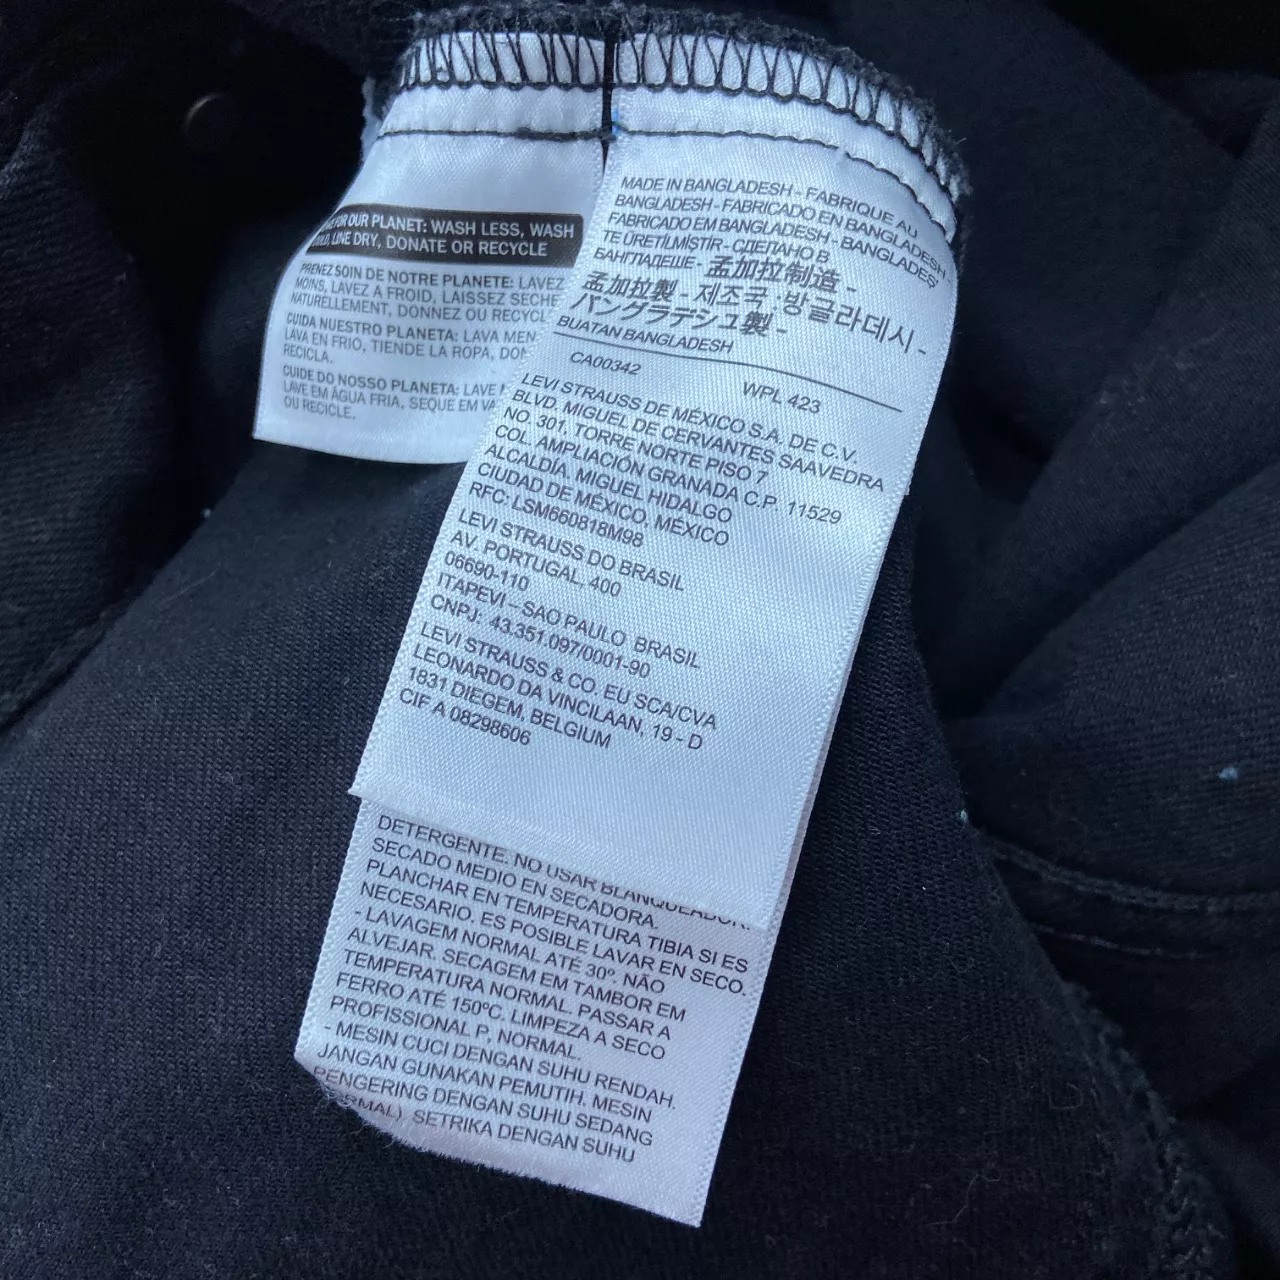 FOR OUR PLANET: WASH LESS, WASH
COLD, LINE DRY, DONATE OR RECYCLE
PRENEZ SOIN DE NOTRE PLANETE: LAVEZ
MOINS, LAVEZ A FROID, LAISSEZ SECHE
NATURELLEMENT, DONNEZ OU RECYCL
CUIDA NUESTRO PLANETA: LAVA MEN
LAVA EN FRIO, TIENDE LA ROPA, DON
RECICLA.
CUIDE DO NOSSO PLANETA: LAVE M
LAVE EM ÁGUA FRIA, SEQUE EM VA
OU RECICLE.
MADE IN BANGLADESH - FABRIQUE AU
BANGLADESH - FABRICADO EN BANGLADESH
FABRICADO EM BANGLADESH - BANGLADEŞ'
TE ÜRETİLMİŞTİR - СДЕЛАНО В
БАНГЛАДЕШЕ - 孟加拉制造 -
孟加拉製 - 제조국 : 방글라데시 -
バングラデシュ製 -
BUATAN BANGLADESH
CA00342 WPL 423
LEVI STRAUSS DE MÉXICO S.A. DE C.V.
BLVD. MIGUEL DE CERVANTES SAAVEDRA
NO. 301, TORRE NORTE PISO 7
COL. AMPLIACIÓN GRANADA C.P. 11529
ALCALDÍA. MIGUEL HIDALGO
CIUDAD DE MÉXICO, MÉXICO
RFC: LSM660818M98
LEVI STRAUSS DO BRASIL
AV. PORTUGAL, 400
06690-110
ITAPEVI – SAO PAULO BRASIL
CNPJ: 43.351.097/0001-90
LEVI STRAUSS & CO. EU SCA/CVA
LEONARDO DA VINCILAAN, 19 - D
1831 DIEGEM, BELGIUM
CIF A 08298606
DETERGENTE. NO USAR BLANQUEADOR.
SECADO MEDIO EN SECADORA.
PLANCHAR EN TEMPERATURA TIBIA SI ES
NECESARIO. ES POSIBLE LAVAR EN SECO.
- LAVAGEM NORMAL ATÉ 30°. NÃO
ALVEJAR. SECAGEM EM TAMBOR EM
TEMPERATURA NORMAL. PASSAR A
FERRO ATÉ 150ºC. LIMPEZA A SECO
PROFISSIONAL P, NORMAL.
- MESIN CUCI DENGAN SUHU RENDAH.
JANGAN GUNAKAN PEMUTIH. MESIN
PENGERING DENGAN SUHU SEDANG
RMAL). SETRIKA DENGAN SUHU